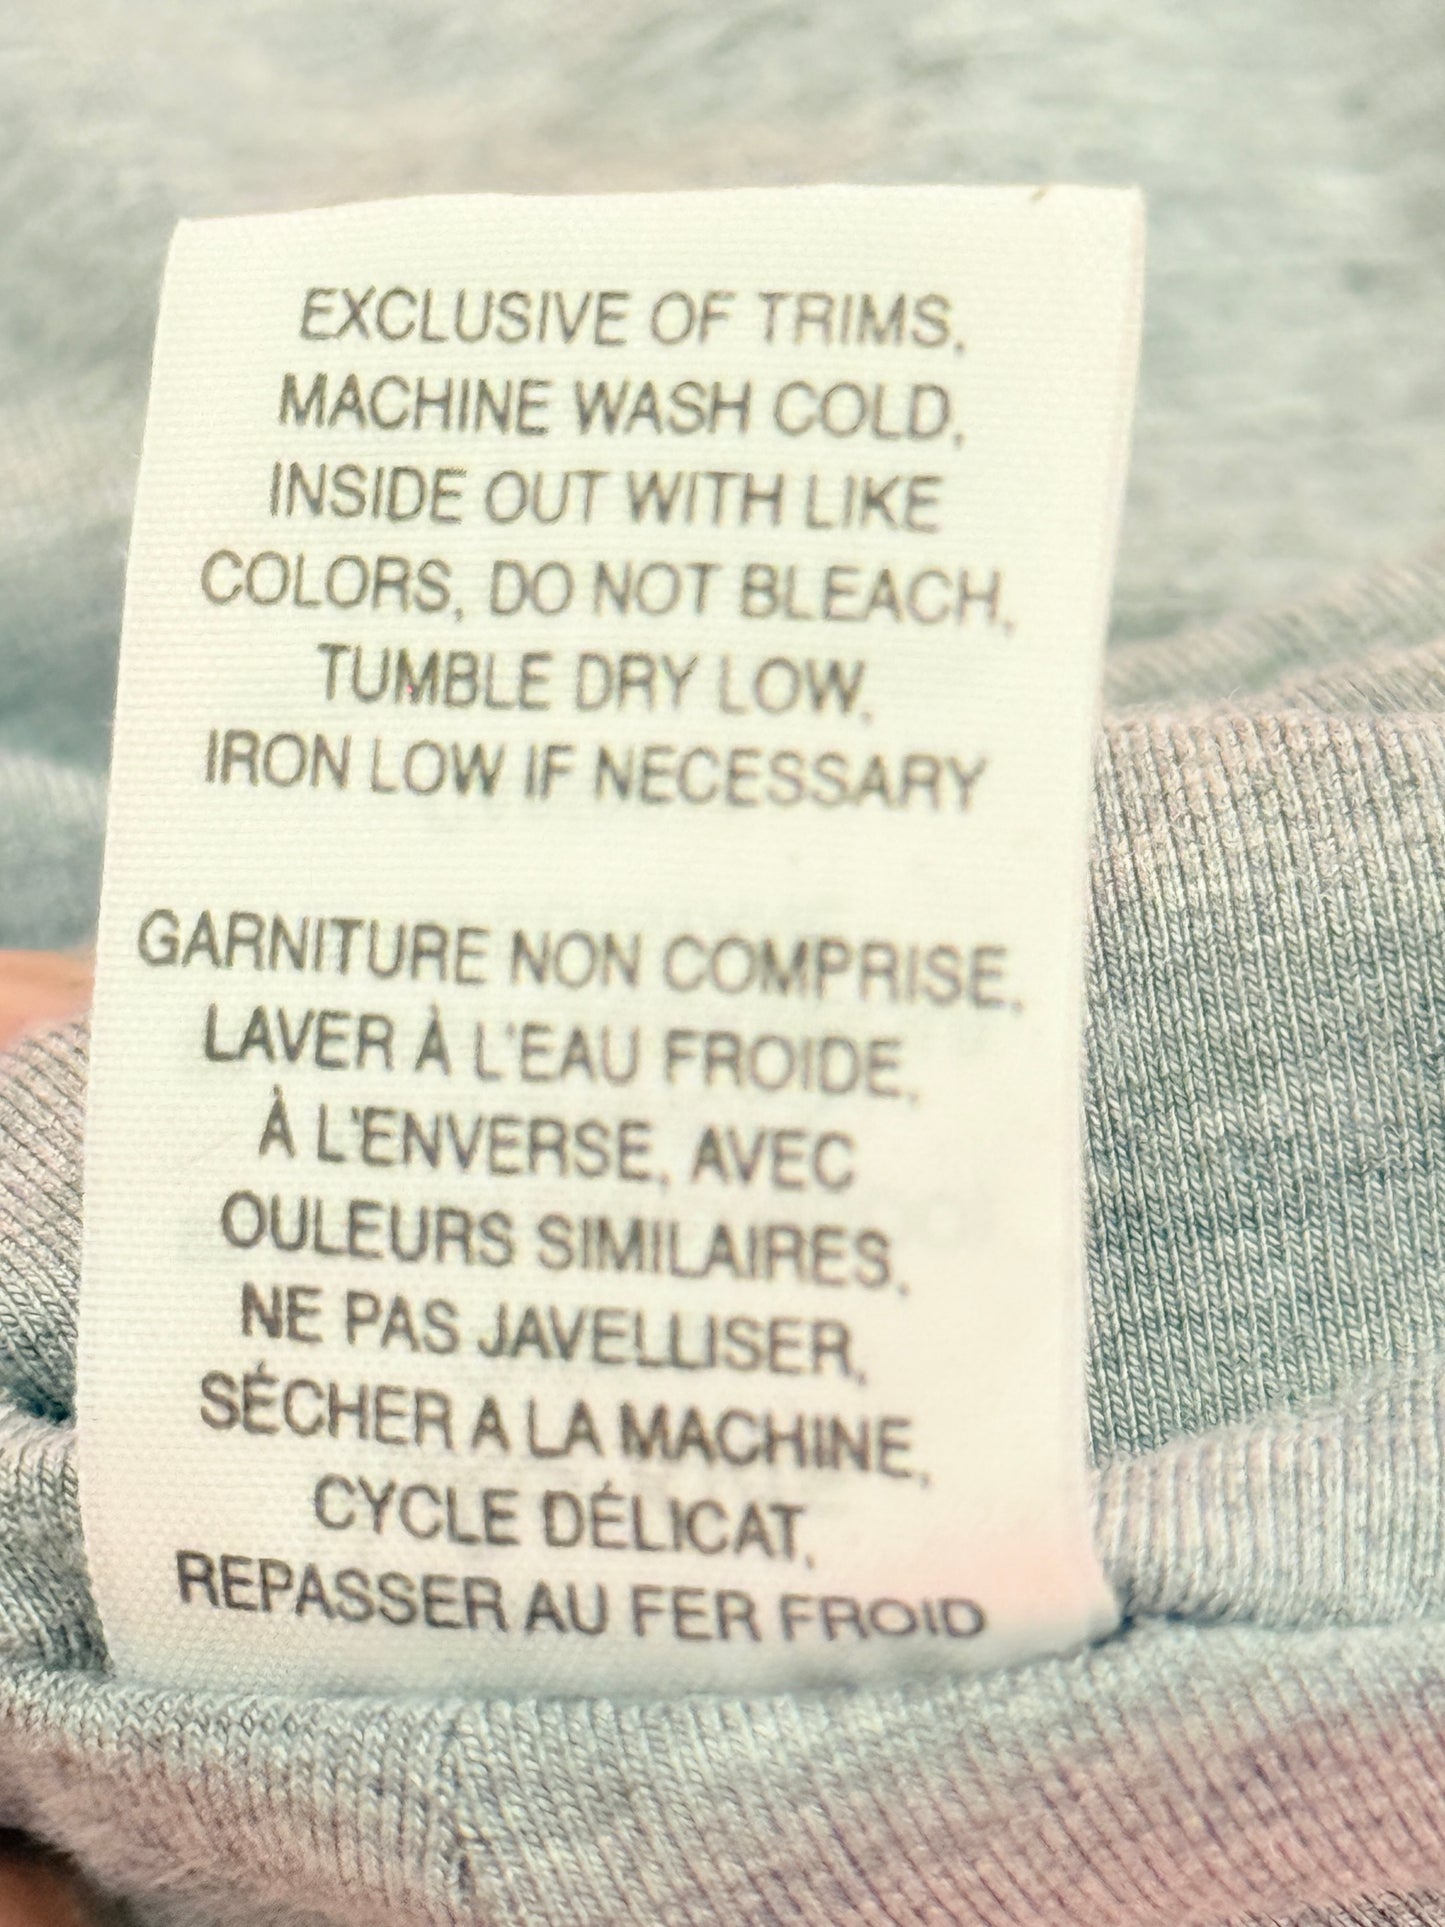 EXCLUSIVE OF TRIMS,
MACHINE WASH COLD,
INSIDE OUT WITH LIKE
COLORS, DO NOT BLEACH,
TUMBLE DRY LOW,
IRON LOW IF NECESSARY
GARNITURE NON COMPRISE,
LAVER À L'EAU FROIDE,
À L'ENVERSE, AVEC
OULEURS SIMILAIRES,
NE PAS JAVELLISER,
SÉCHER A LA MACHINE,
CYCLE DÉLICAT,
REPASSER AU FER FROID